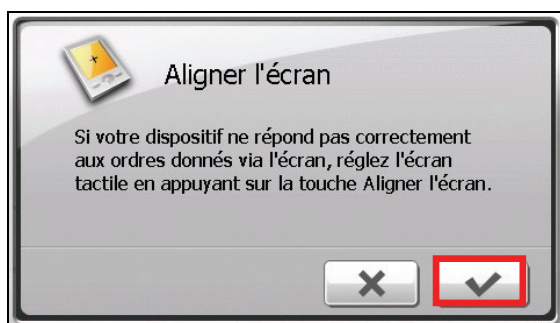 Aligner l'écran
Si votre dispositif ne répond pas correctement
aux ordres donnés via l'écran, réglez l'écran
tactile en appuyant sur la touche Aligner l'écran.